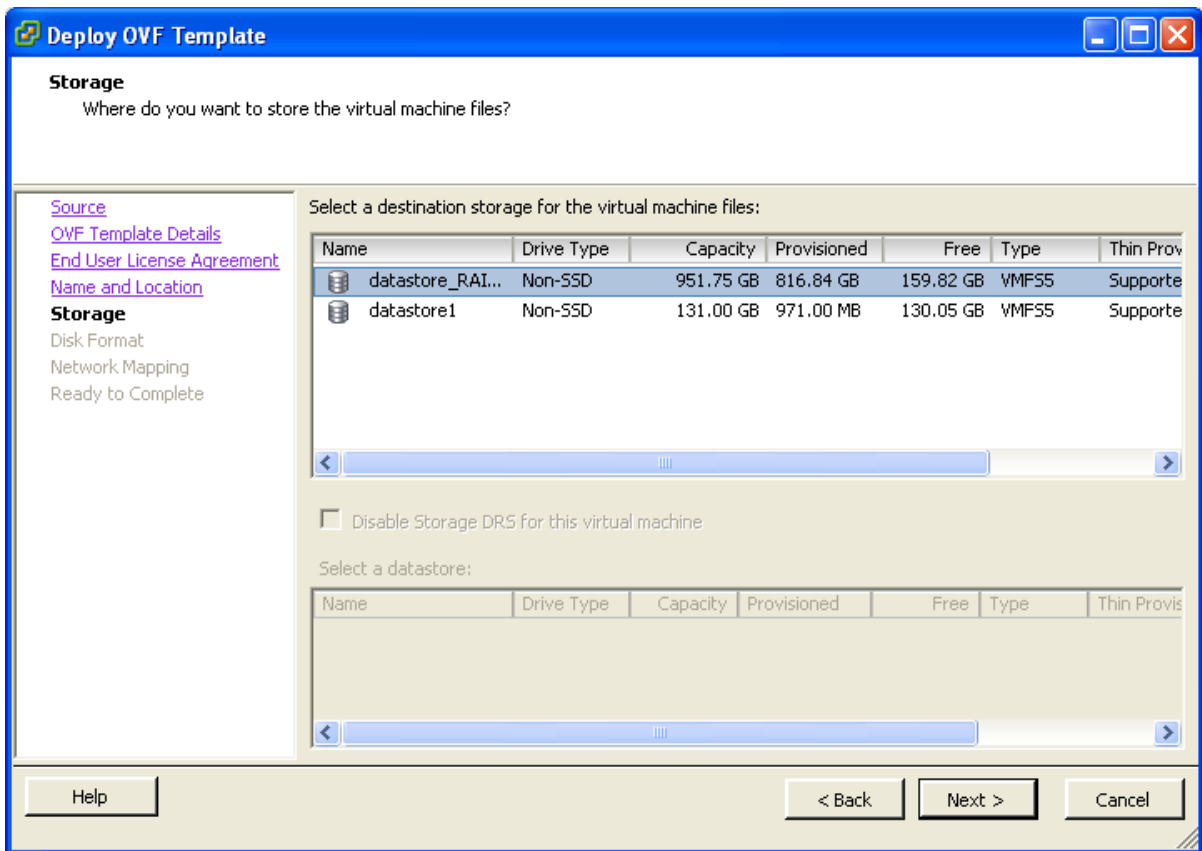 Deploy OVF Template
Storage
Where do you want to store the virtual machine files?
Source
OVF Template Details
End User License Agreement
Name and Location
Storage
Disk Format
Network Mapping
Ready to Complete
Select a destination storage for the virtual machine files:
Name Drive Type Capacity Provisioned Free Type Thin Prov
datastore_RAI... Non-SSD 951.75 GB 816.84 GB 159.82 GB VMFS5 Supporte
datastore1 Non-SSD 131.00 GB 971.00 MB 130.05 GB VMFS5 Supporte
Disable Storage DRS for this virtual machine
Select a datastore:
Name Drive Type Capacity Provisioned Free Type Thin Provis
Help < Back Next > Cancel